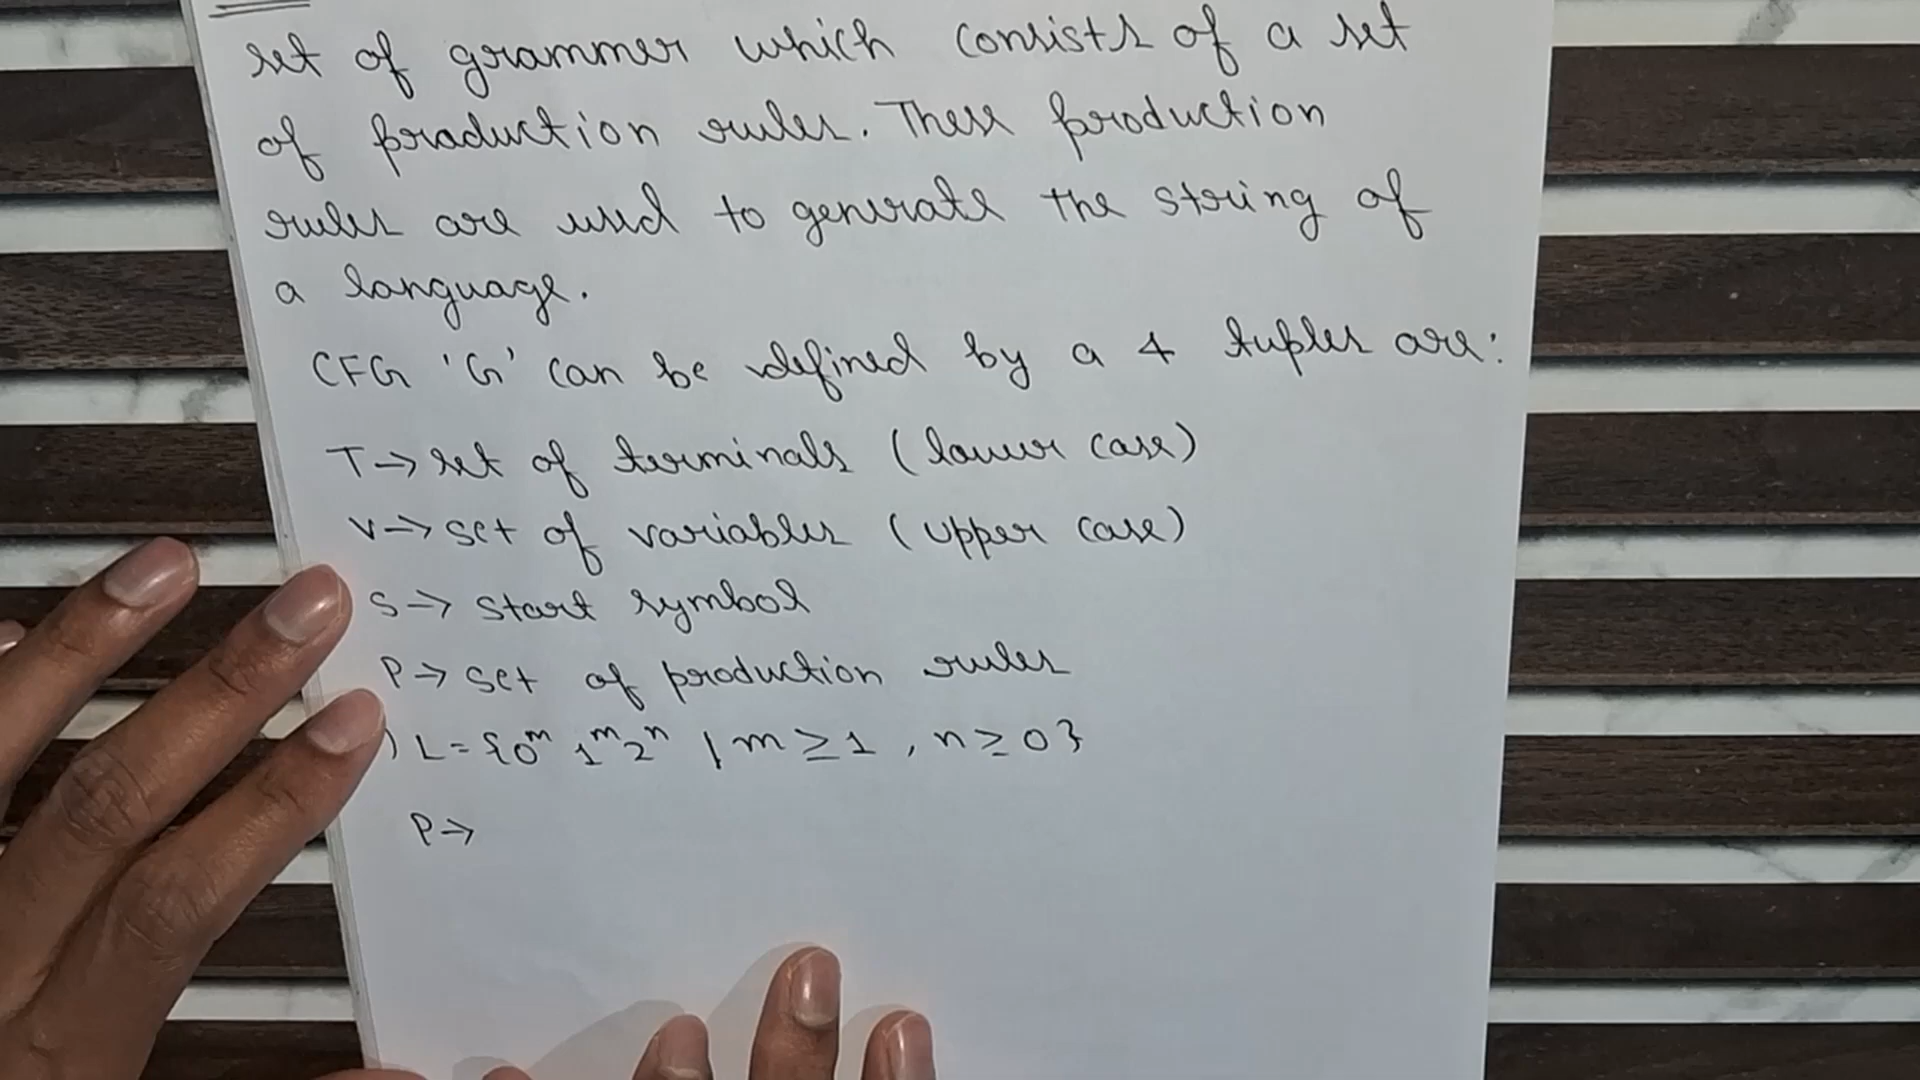 set of grammer which consists of a set
of production rules. These production
rules are used to generate the string of
a language.
CFG 'G' can be defined by a 4 tuples are:
T→ set of terminals (lower case)
V→ set of variables (upper case)
S→ start symbol
P→ set of production rules
) L={0^m 1^m 2^n | m≥1, n≥0}
P→